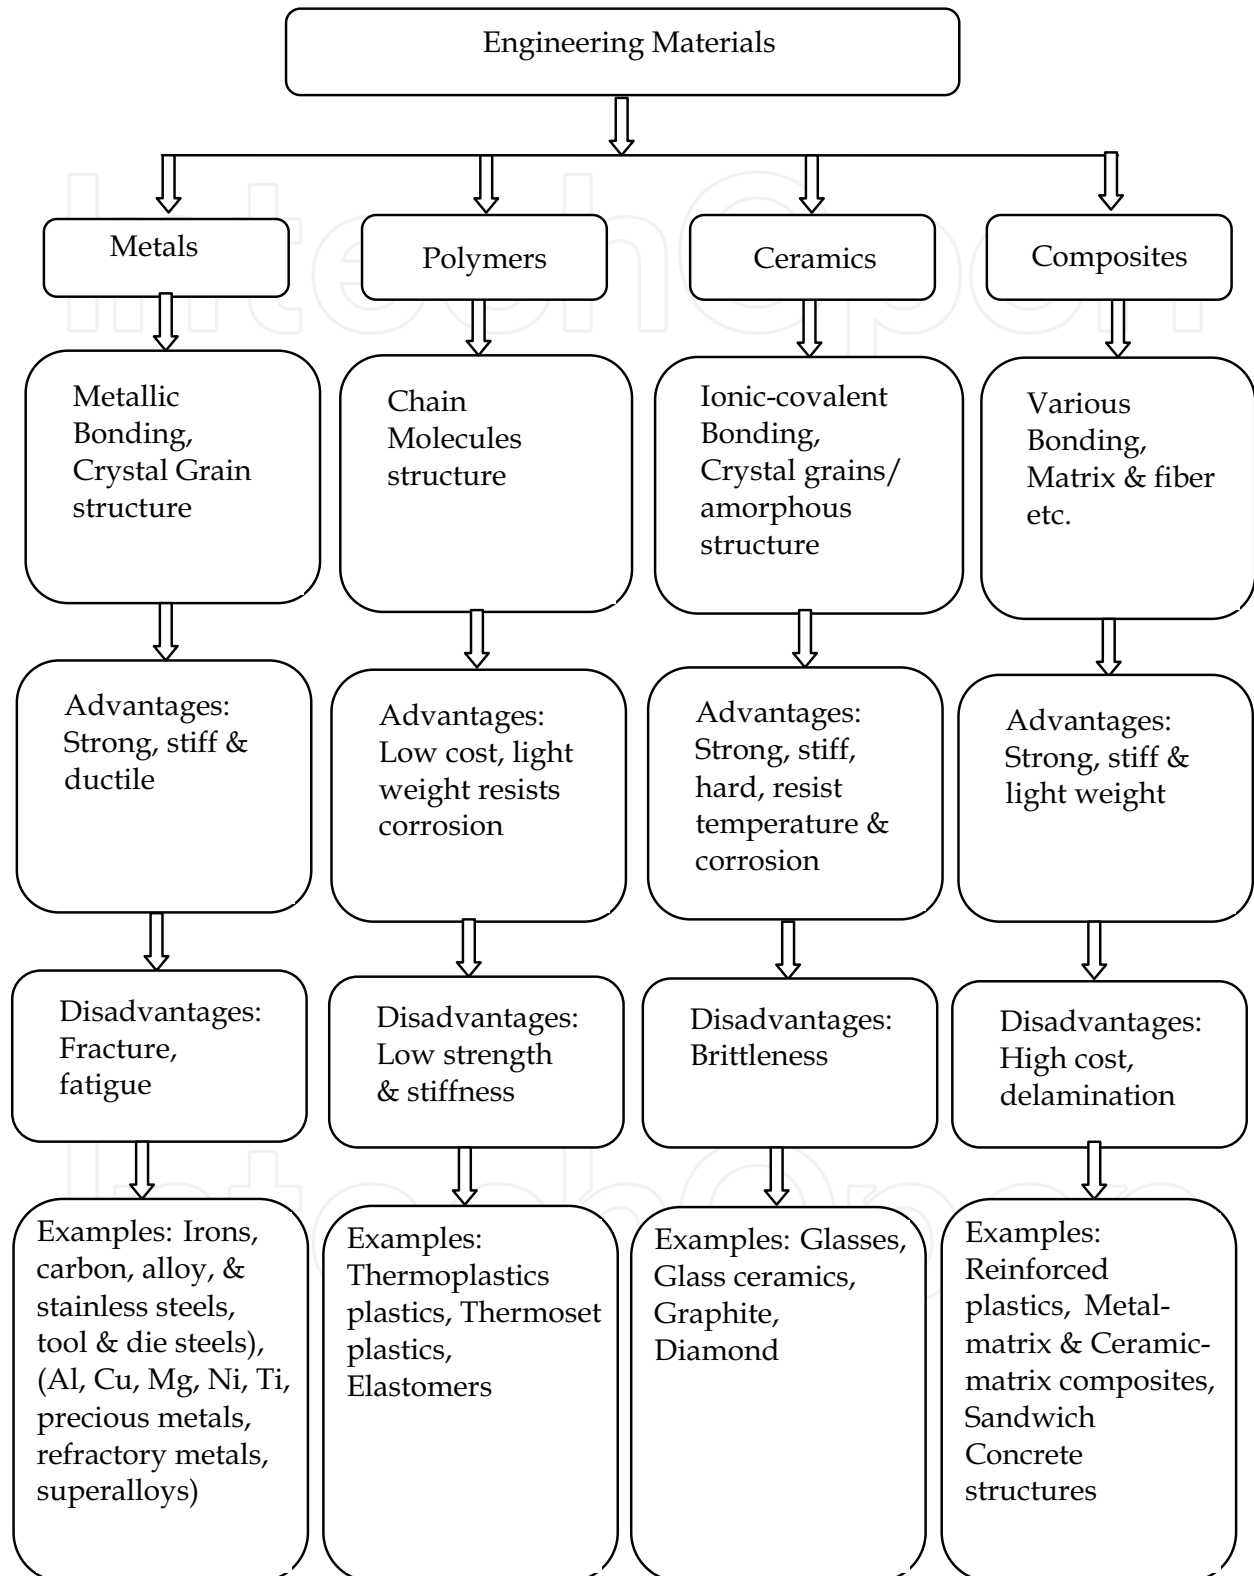 Engineering Materials
Metals
Polymers
Ceramics
Composites
Metallic
Bonding,
Crystal Grain
structure
Chain
Molecules
structure
Ionic-covalent
Bonding,
Crystal grains/
amorphous
structure
Various
Bonding,
Matrix & fiber
etc.
Advantages:
Strong, stiff &
ductile
Advantages:
Low cost, light
weight resists
corrosion
Advantages:
Strong, stiff,
hard, resist
temperature &
corrosion
Advantages:
Strong, stiff &
light weight
Disadvantages:
Fracture,
fatigue
Disadvantages:
Low strength
& stiffness
Disadvantages:
Brittleness
Disadvantages:
High cost,
delamination
Examples: Irons,
carbon, alloy, &
stainless steels,
tool & die steels),
(Al, Cu, Mg, Ni, Ti,
precious metals,
refractory metals,
superalloys)
Examples:
Thermoplastics
plastics, Thermoset
plastics,
Elastomers
Examples: Glasses,
Glass ceramics,
Graphite,
Diamond
Examples:
Reinforced
plastics, Metal-
matrix & Ceramic-
matrix composites,
Sandwich
Concrete
structures
IntechOpen
IntechOpen